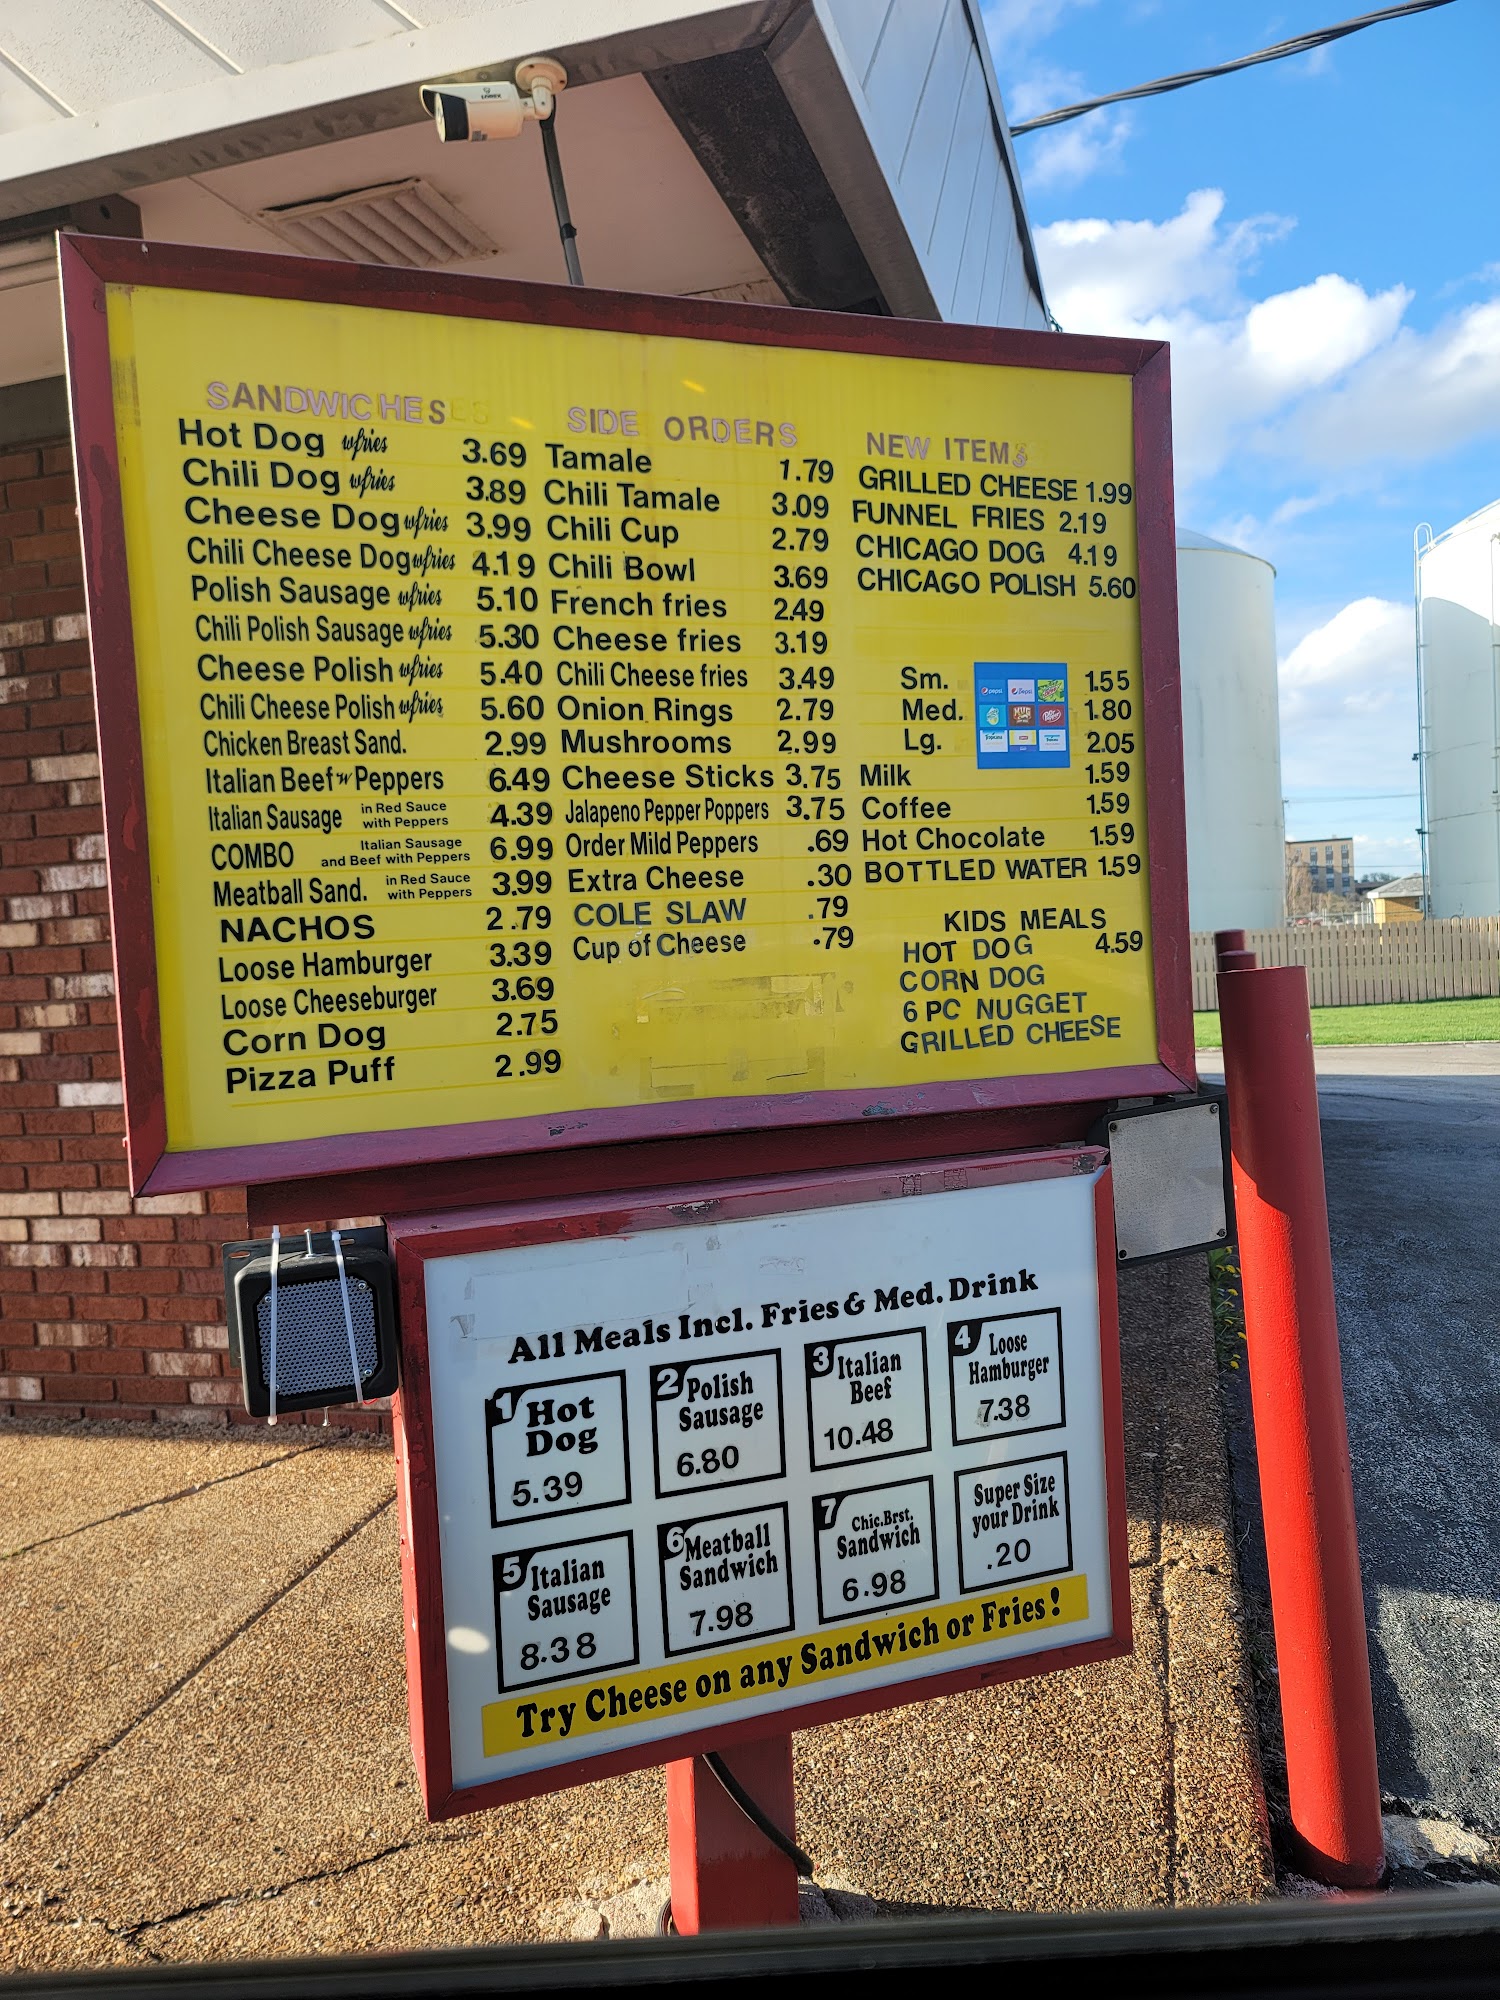 SANDWICHES
Hot Dog w/fries 3.69
Chili Dog w/fries 3.89
Cheese Dog w/fries 3.99
Chili Cheese Dog w/fries 4.19
Polish Sausage w/fries 5.10
Chili Polish Sausage w/fries 5.30
Cheese Polish w/fries 5.40
Chili Cheese Polish w/fries 5.60
Chicken Breast Sand. 2.99
Italian Beef w Peppers 6.49
Italian Sausage in Red Sauce with Peppers 4.39
COMBO Italian Sausage and Beef with Peppers 6.99
Meatball Sand. in Red Sauce with Peppers 3.99
NACHOS 2.79
Loose Hamburger 3.39
Loose Cheeseburger 3.69
Corn Dog 2.75
Pizza Puff 2.99
SIDE ORDERS
Tamale 1.79
Chili Tamale 3.09
Chili Cup 2.79
Chili Bowl 3.69
French fries 2.49
Cheese fries 3.19
Chili Cheese fries 3.49
Onion Rings 2.79
Mushrooms 2.99
Cheese Sticks 3.75
Jalapeno Pepper Poppers 3.75
Order Mild Peppers .69
Extra Cheese .30
COLE SLAW .79
Cup of Cheese .79
NEW ITEMS
GRILLED CHEESE 1.99
FUNNEL FRIES 2.19
CHICAGO DOG 4.19
CHICAGO POLISH 5.60
Sm. 1.55
Med. 1.80
Lg. 2.05
pepsi
pepsi
MUG
Dr Pepper
Tropicana
Milk 1.59
Coffee 1.59
Hot Chocolate 1.59
BOTTLED WATER 1.59
KIDS MEALS
HOT DOG 4.59
CORN DOG
6 PC NUGGET
GRILLED CHEESE
All Meals Incl. Fries & Med. Drink
1 Hot
Dog
5.39
2 Polish
Sausage
6.80
3 Italian
Beef
10.48
4 Loose
Hamburger
7.38
5 Italian
Sausage
8.38
6 Meatball
Sandwich
7.98
7 Chic.Brst.
Sandwich
6.98
Super Size
your Drink
.20
Try Cheese on any Sandwich or Fries!